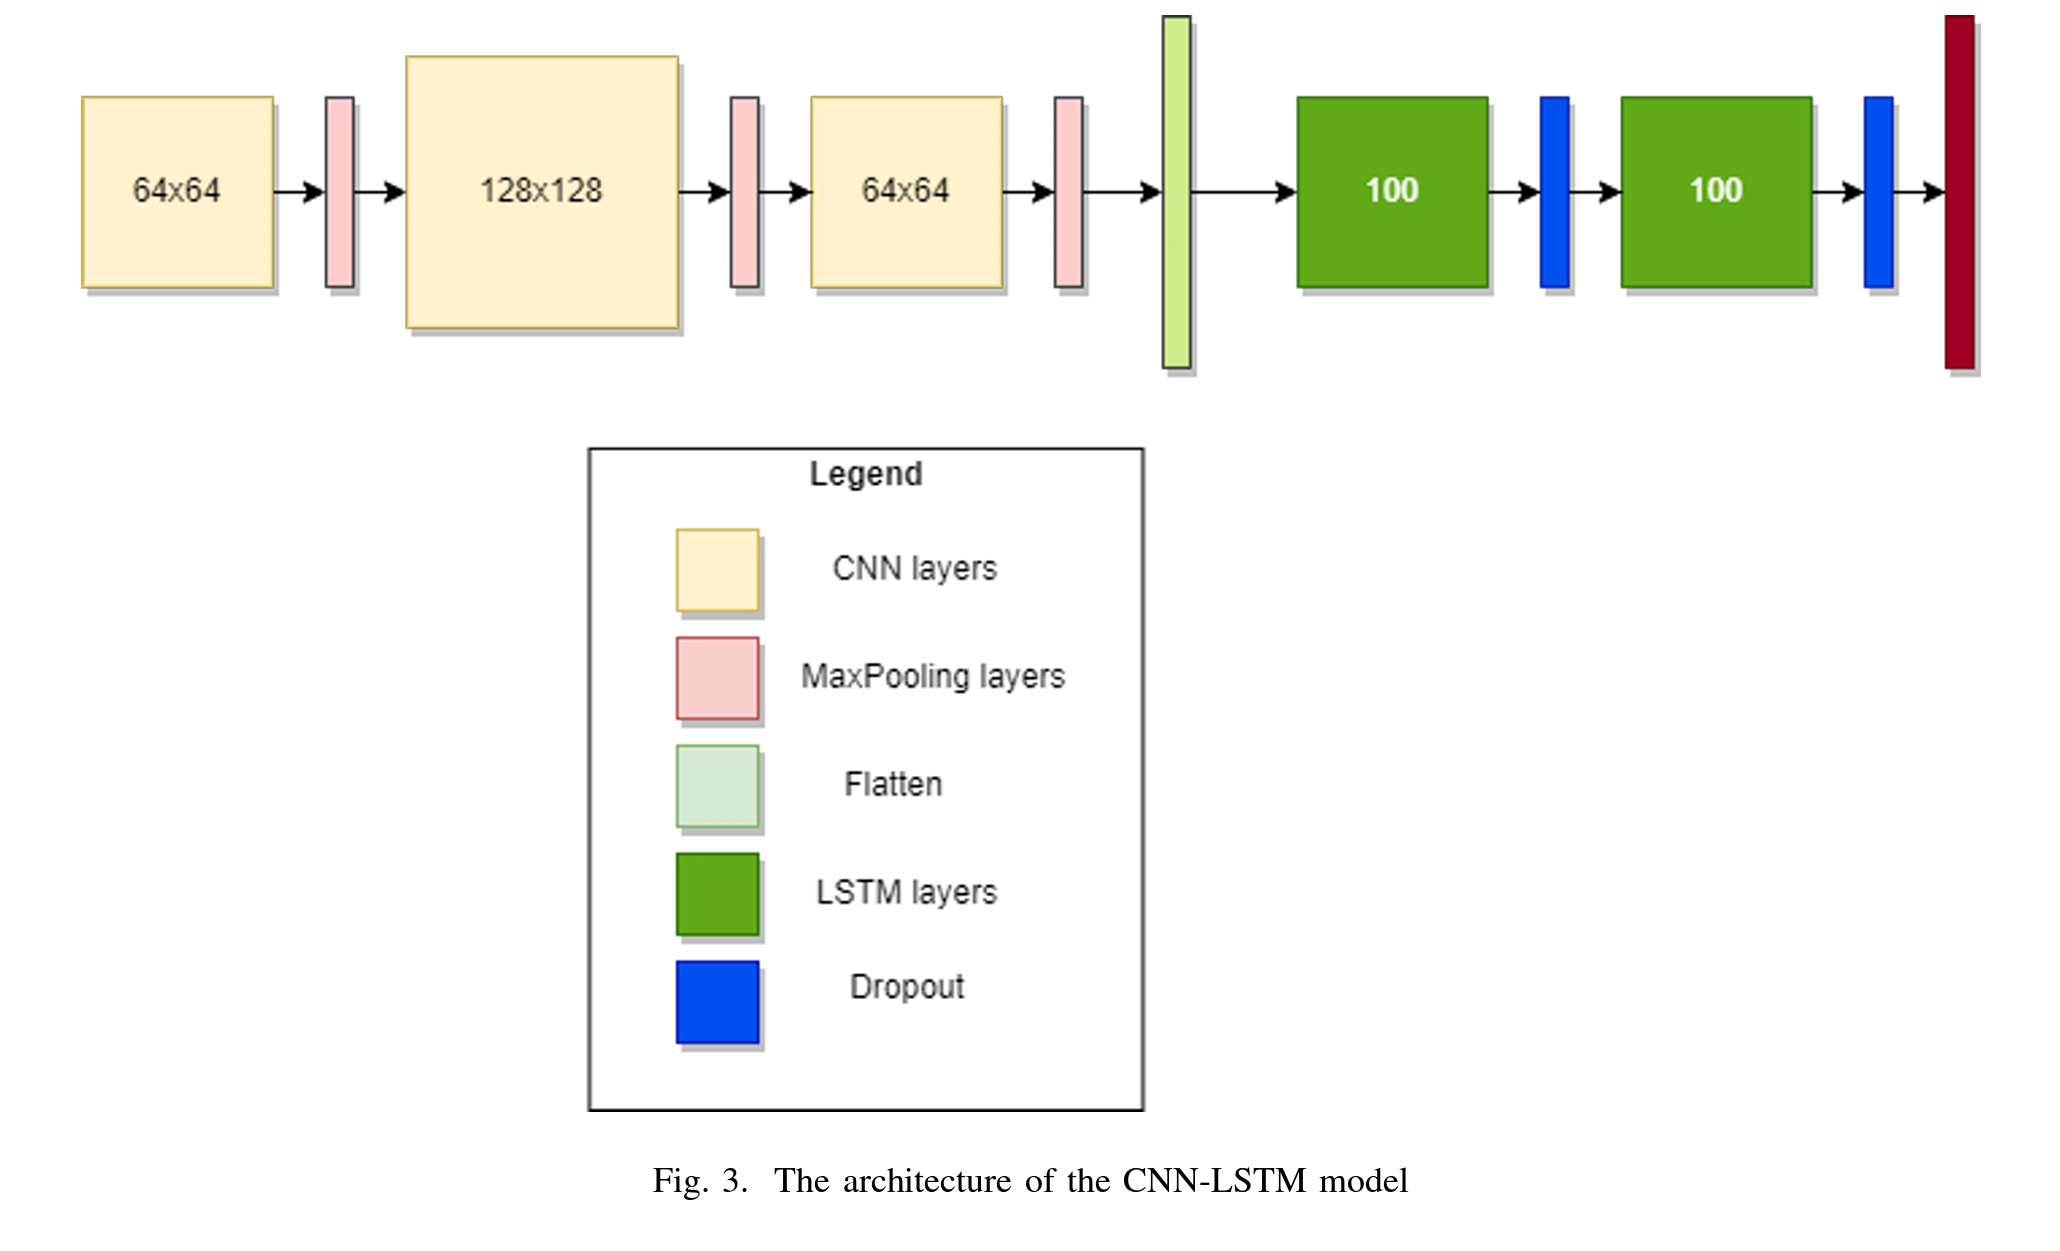 64x64
128x128
64x64
100
100
Legend
CNN layers
MaxPooling layers
Flatten
LSTM layers
Dropout
Fig. 3. The architecture of the CNN-LSTM model